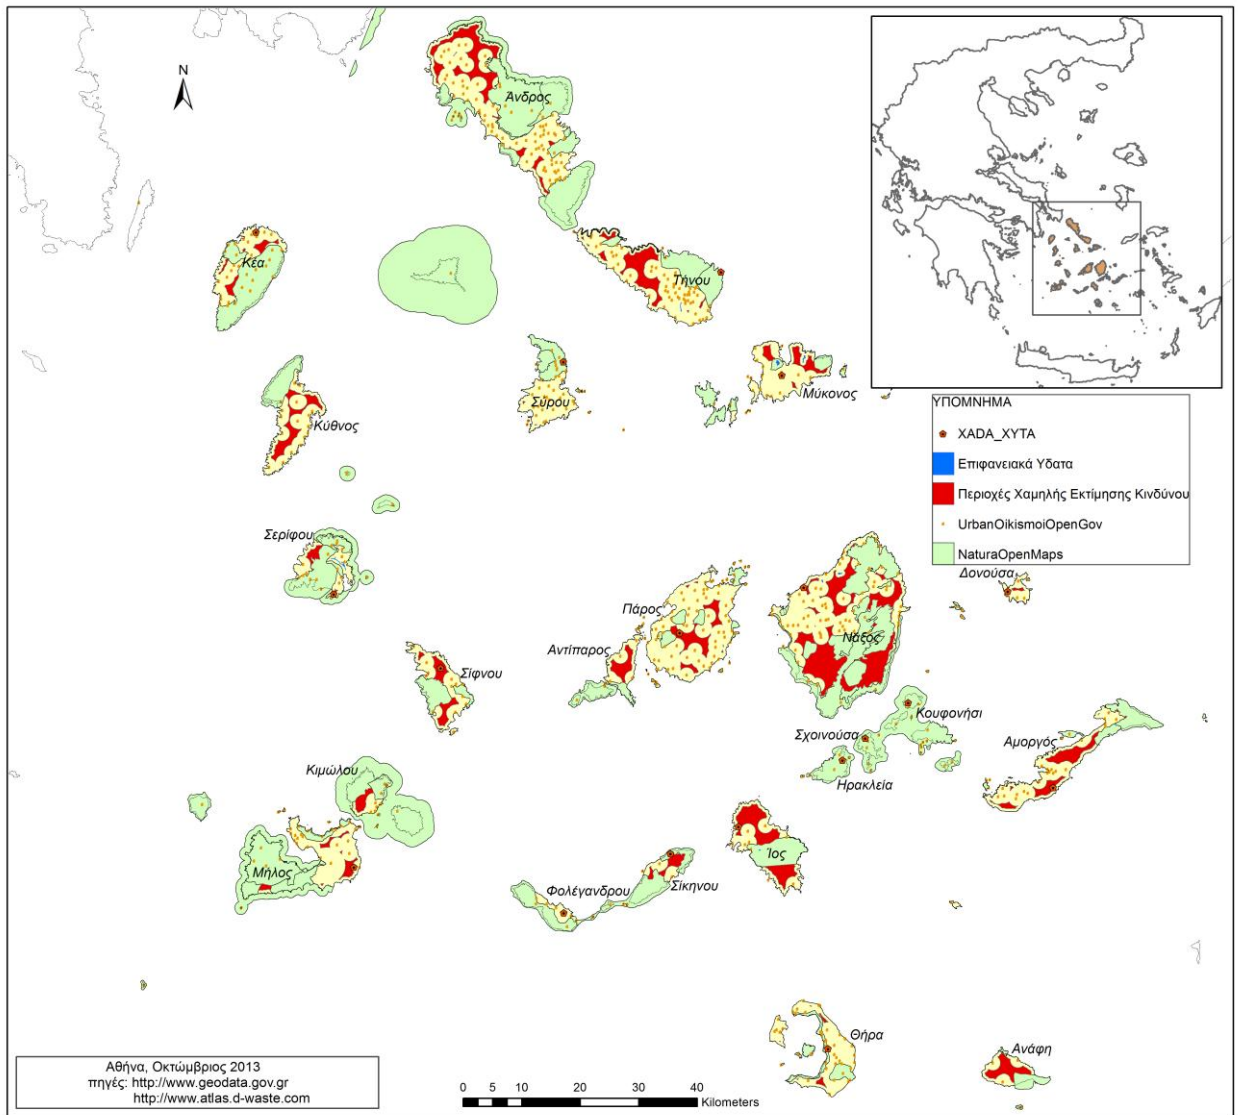 N
Άνδρος
Τήνου
Κέα
Σύρου
Μύκονος
Κύθνος
ΥΠΟΜΝΗΜΑ
XADA_XYTA
Επιφανειακά Υδατα
Περιοχές Χαμηλής Εκτίμησης Κινδύνου
UrbanOikismoiOpenGov
NaturaOpenMaps
Σερίφου
Δονούσα
Πάρος
Νάξος
Αντίπαρος
Σίφνου
Κουφονήσι
Σχοινούσα
Αμοργός
Κιμώλου
Ηρακλεία
Ίος
Μήλος
Φολέγανδρου
Σίκηνου
Θήρα
Ανάφη
Αθήνα, Οκτώμβριος 2013
πηγές: http://www.geodata.gov.gr
http://www.atlas.d-waste.com
0 5 10 20 30 40
Kilometers